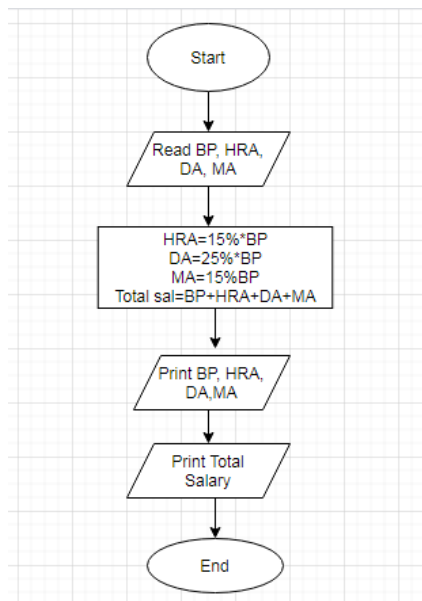 Start
Read BP, HRA,
DA, MA
HRA=15%*BP
DA=25%*BP
MA=15%BP
Total sal=BP+HRA+DA+MA
Print BP, HRA,
DA,MA
Print Total
Salary
End